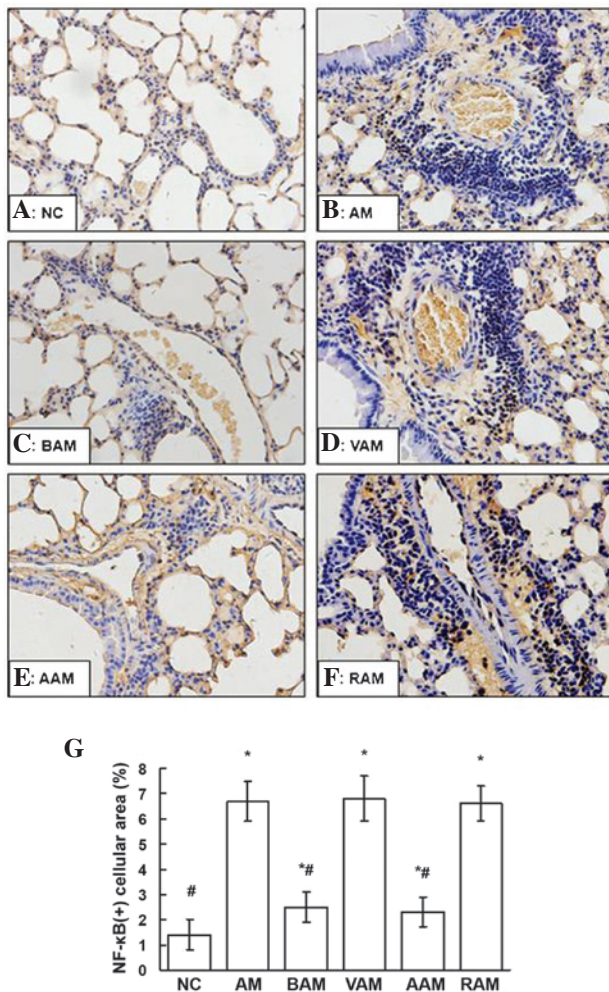 A: NC
B: AM
C: BAM
D: VAM
E: AAM
F: RAM
G
NF-κB(+) cellular area (%)
8
7
6
5
4
3
2
1
0
#
*
*#
*
*#
*
NC AM BAM VAM AAM RAM